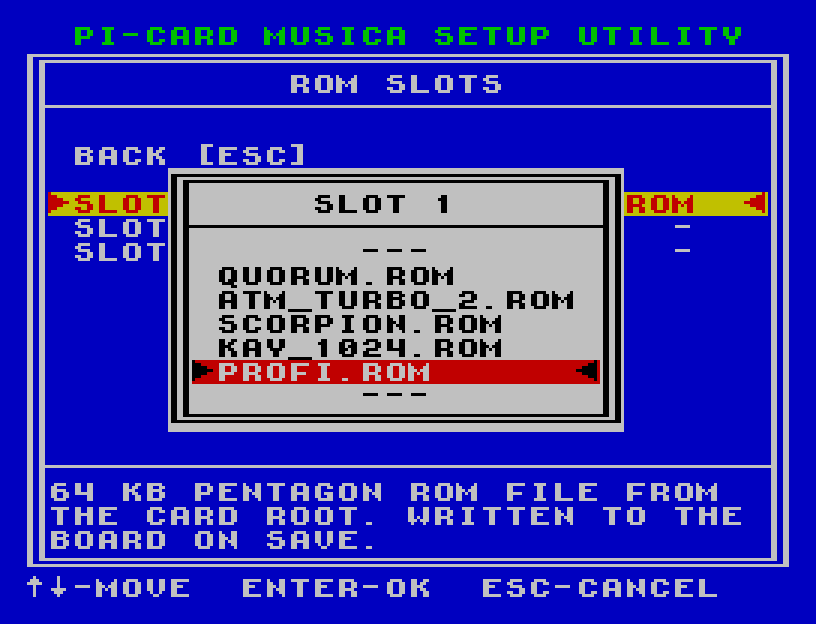 PI-CARD MUSICA SETUP UTILITY
ROM SLOTS
BACK [ESC]
SLOT ROM
SLOT -
SLOT -
SLOT 1
---
QUORUM.ROM
ATM_TURBO_2.ROM
SCORPION.ROM
KAY_1024.ROM
PROFI.ROM
---
64 KB PENTAGON ROM FILE FROM
THE CARD ROOT. WRITTEN TO THE
BOARD ON SAVE.
↑↓-MOVE ENTER-OK ESC-CANCEL